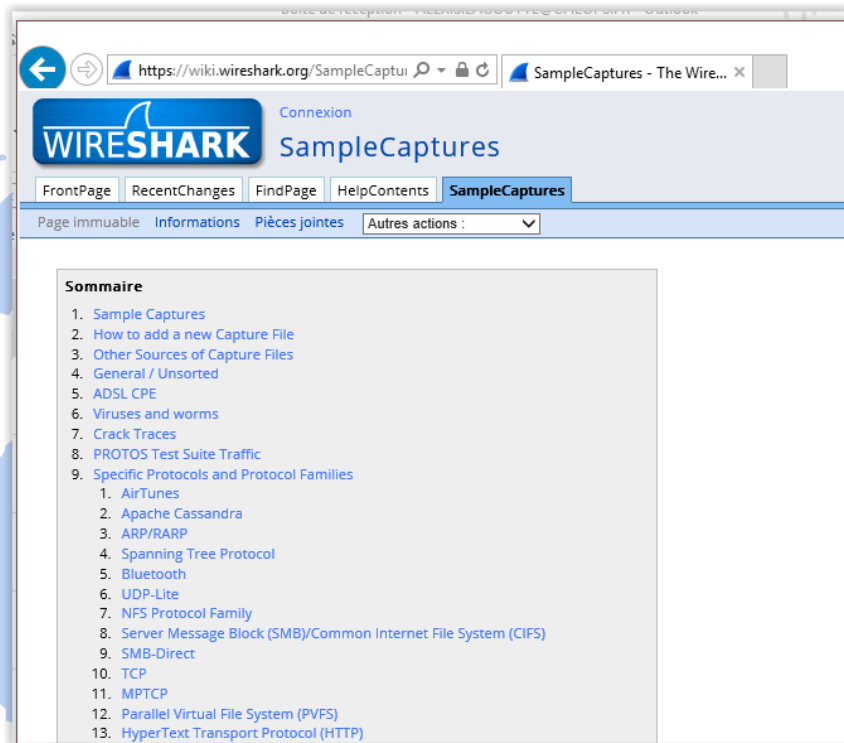 https://wiki.wireshark.org/SampleCaptur
SampleCaptures - The Wire...
WIRESHARK
Connexion
SampleCaptures
FrontPage RecentChanges FindPage HelpContents SampleCaptures
Page immuable Informations Pièces jointes Autres actions :
Sommaire
1. Sample Captures
2. How to add a new Capture File
3. Other Sources of Capture Files
4. General / Unsorted
5. ADSL CPE
6. Viruses and worms
7. Crack Traces
8. PROTOS Test Suite Traffic
9. Specific Protocols and Protocol Families
1. AirTunes
2. Apache Cassandra
3. ARP/RARP
4. Spanning Tree Protocol
5. Bluetooth
6. UDP-Lite
7. NFS Protocol Family
8. Server Message Block (SMB)/Common Internet File System (CIFS)
9. SMB-Direct
10. TCP
11. MPTCP
12. Parallel Virtual File System (PVFS)
13. HyperText Transport Protocol (HTTP)